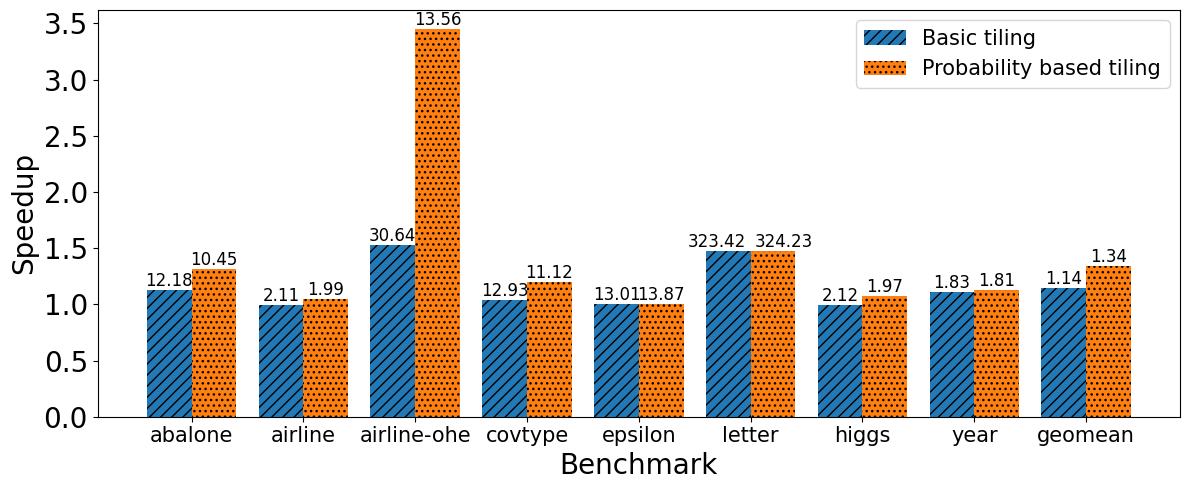 3.5
3.0
2.5
2.0
1.5
1.0
0.5
0.0
Speedup
Basic tiling
Probability based tiling
12.18
10.45
2.11
1.99
30.64
13.56
12.93
11.12
13.01
13.87
323.42
324.23
2.12
1.97
1.83
1.81
1.14
1.34
abalone
airline
airline-ohe
covtype
epsilon
letter
higgs
year
geomean
Benchmark